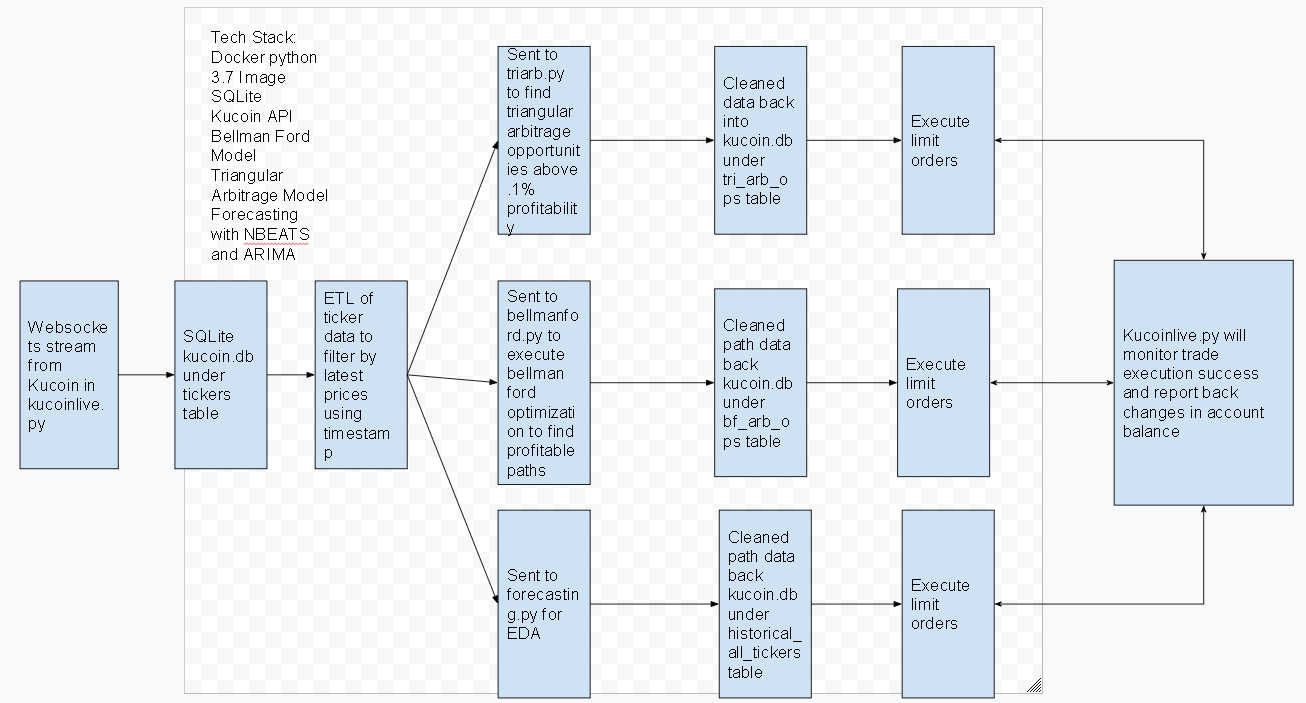 Tech Stack:
Docker python
3.7 Image
SQLite
Kucoin API
Bellman Ford
Model
Triangular
Arbitrage Model
Forecasting
with NBEATS
and ARIMA
Websocke
ts stream
from
Kucoin in
kucoinlive.
py
SQLite
kucoin.db
under
tickers
table
ETL of
ticker
data to
filter by
latest
prices
using
timestam
p
Sent to
triarb.py
to find
triangular
arbitrage
opportunit
ies above
.1%
profitabilit
y
Cleaned
data back
into
kucoin.db
under
tri_arb_o
ps table
Execute
limit
orders
Sent to
bellmanfo
rd.py to
execute
bellman
ford
optimizati
on to find
profitable
paths
Cleaned
path data
back
kucoin.db
under
bf_arb_o
ps table
Execute
limit
orders
Sent to
forecastin
g.py for
EDA
Cleaned
path data
back
kucoin.db
under
historical_
all_tickers
table
Execute
limit
orders
Kucoinlive.py will
monitor trade
execution success
and report back
changes in account
balance